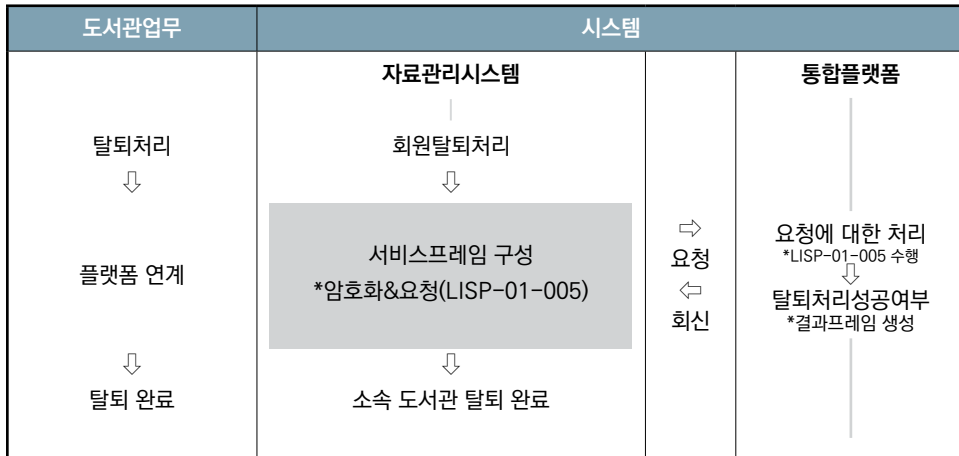 도서관업무
시스템
자료관리시스템
통합플랫폼
탈퇴처리
회원탈퇴처리
플랫폼 연계
서비스프레임 구성
*암호화&요청(LISP-01-005)
요청
회신
요청에 대한 처리
*LISP-01-005 수행
탈퇴처리성공여부
*결과프레임 생성
탈퇴 완료
소속 도서관 탈퇴 완료